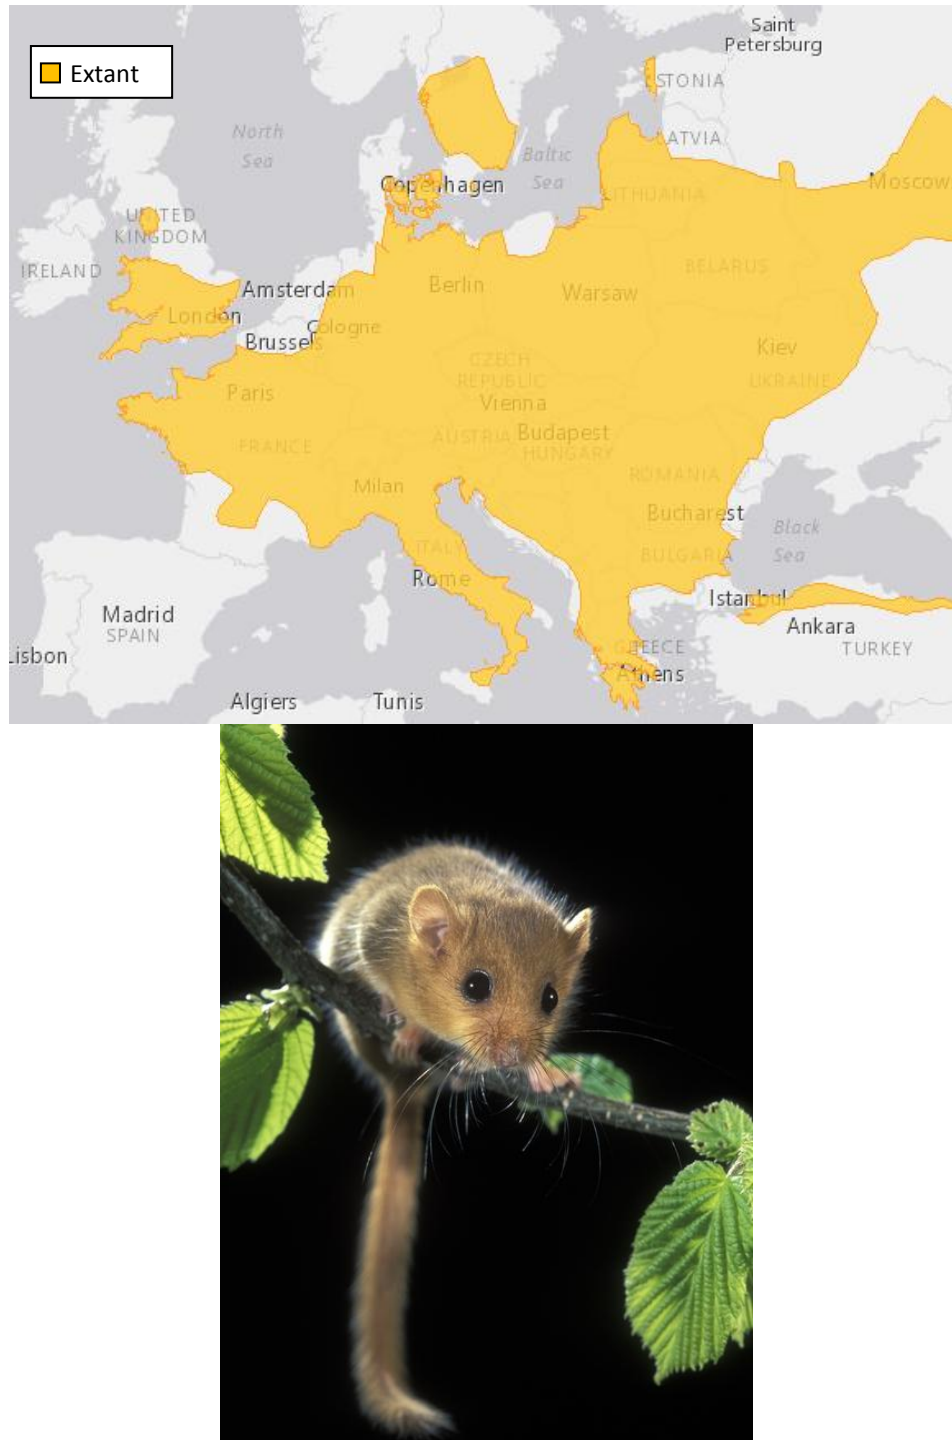 Saint
Petersburg
Extant
ESTONIA
North
Sea
LATVIA
Baltic
Sea
Copenhagen
Moscow
LITHUANIA
UNITED
KINGDOM
IRELAND
BELARUS
Amsterdam
Berlin
Warsaw
London
Cologne
Brussels
Kiev
CZECH
REPUBLIC
UKRAINE
Paris
Vienna
AUSTRIA
Budapest
FRANCE
HUNGARY
ROMANIA
Milan
Bucharest
Black
Sea
ITALY
BULGARIA
Rome
Istanbul
Madrid
SPAIN
Ankara
GREECE
TURKEY
Lisbon
Athens
Algiers
Tunis